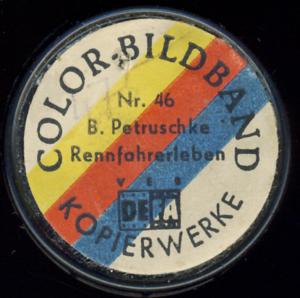 COLOR-BILDBAND
Nr. 46
B. Petruschke
Rennfahrerleben
VEB
DEFA
KOPIERWERKE